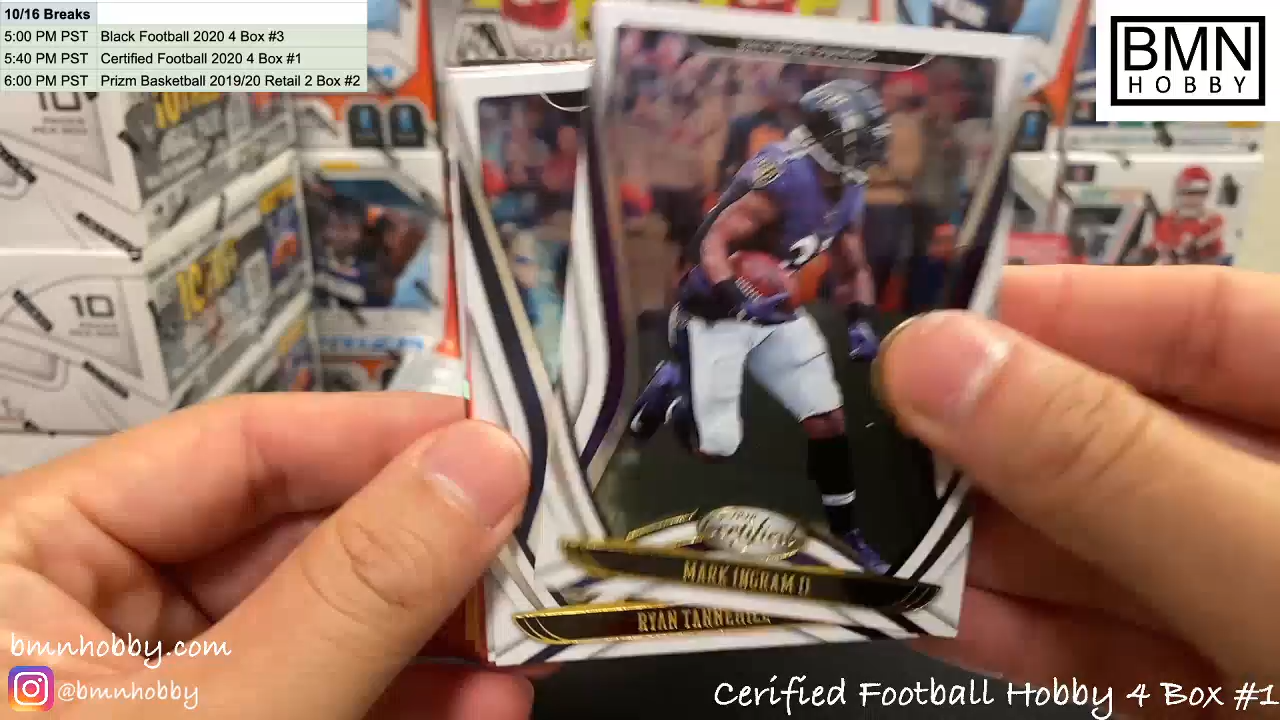 10/16 Breaks
5:00 PM PST Black Football 2020 4 Box #3
5:40 PM PST Certified Football 2020 4 Box #1
6:00 PM PST Prizm Basketball 2019/20 Retail 2 Box #2
BMN
HOBBY
10
10
Certified
MARK INGRAM II
RYAN TANNEHILL
bmnhobby.com
@bmnhobby
Cerified Football Hobby 4 Box #1